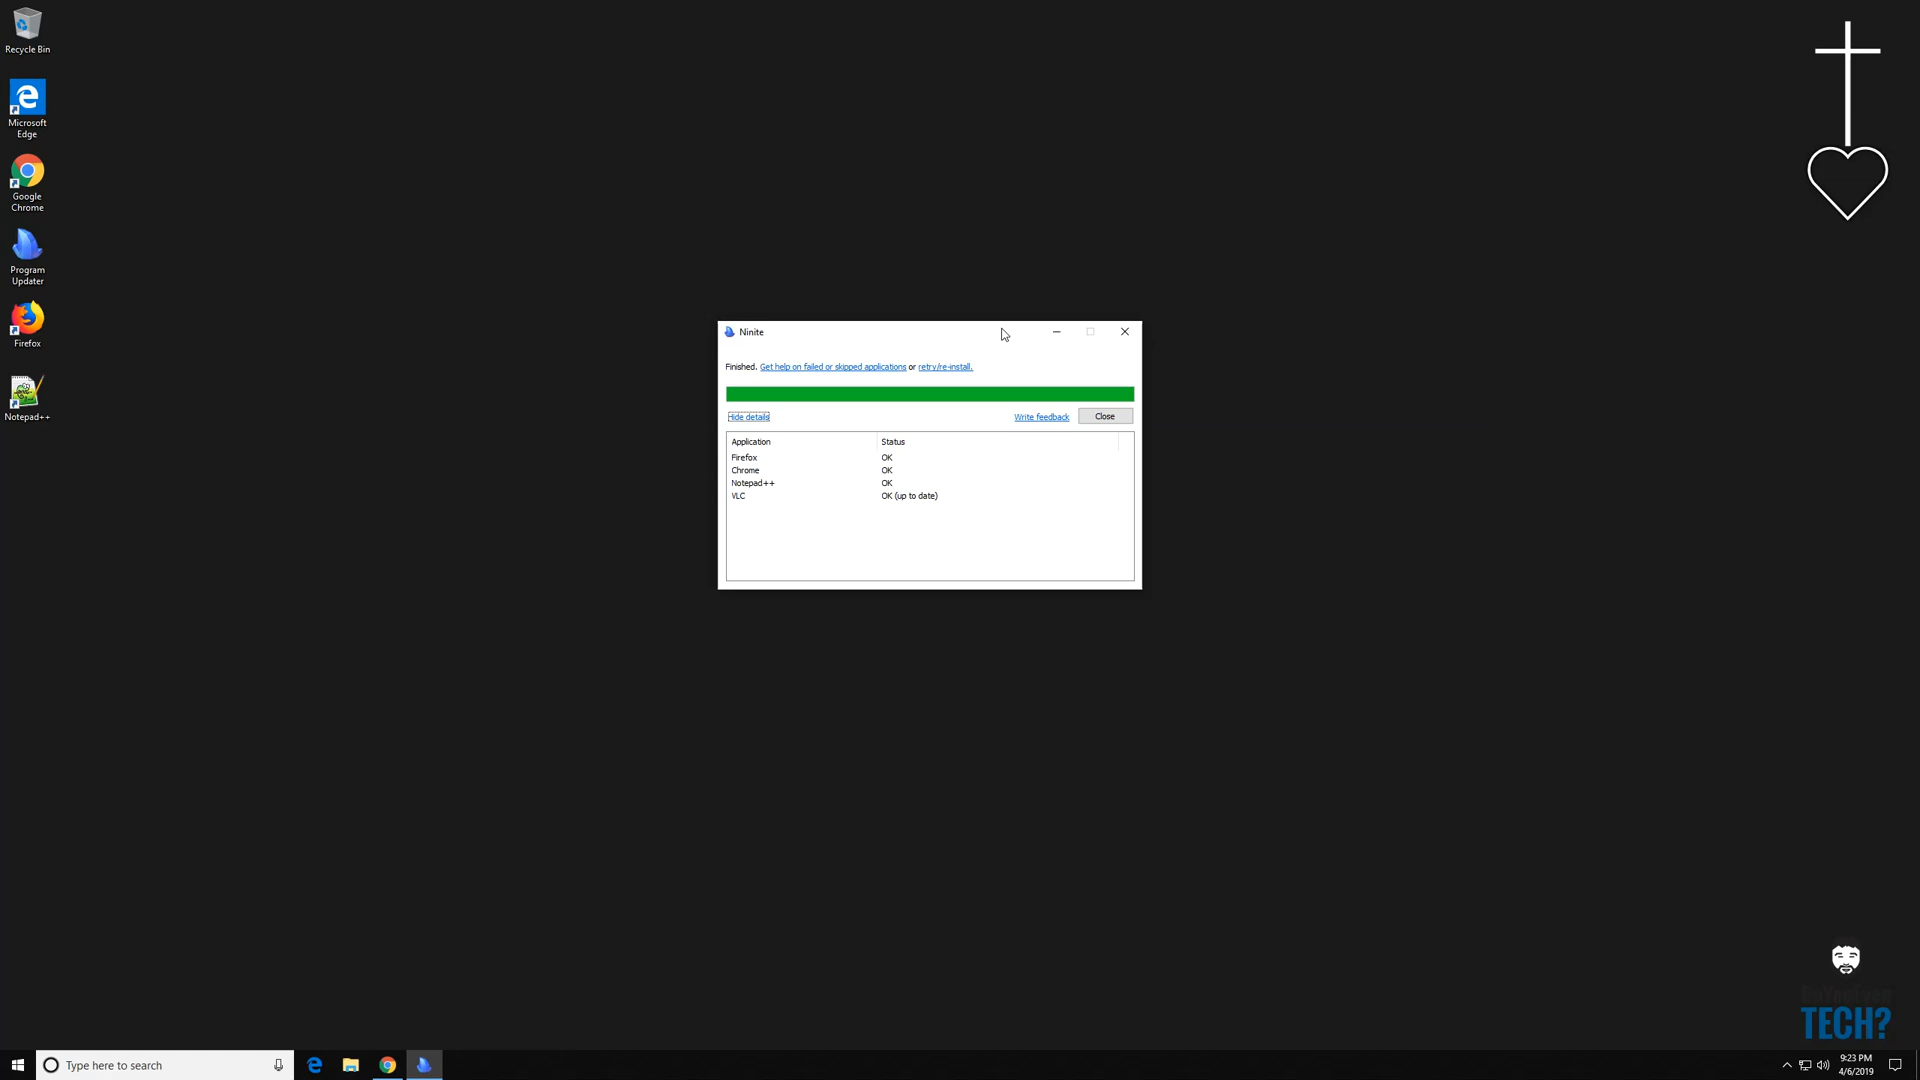 Recycle Bin
Microsoft
Edge
Google
Chrome
Program
Updater
Firefox
Notepad++
Ninite
Finished. Get help on failed or skipped applications or retry/re-install.
Hide details
Write feedback
Close
Application Status
Firefox OK
Chrome OK
Notepad++ OK
VLC OK (up to date)
TECH?
Type here to search
9:23 PM
4/6/2019